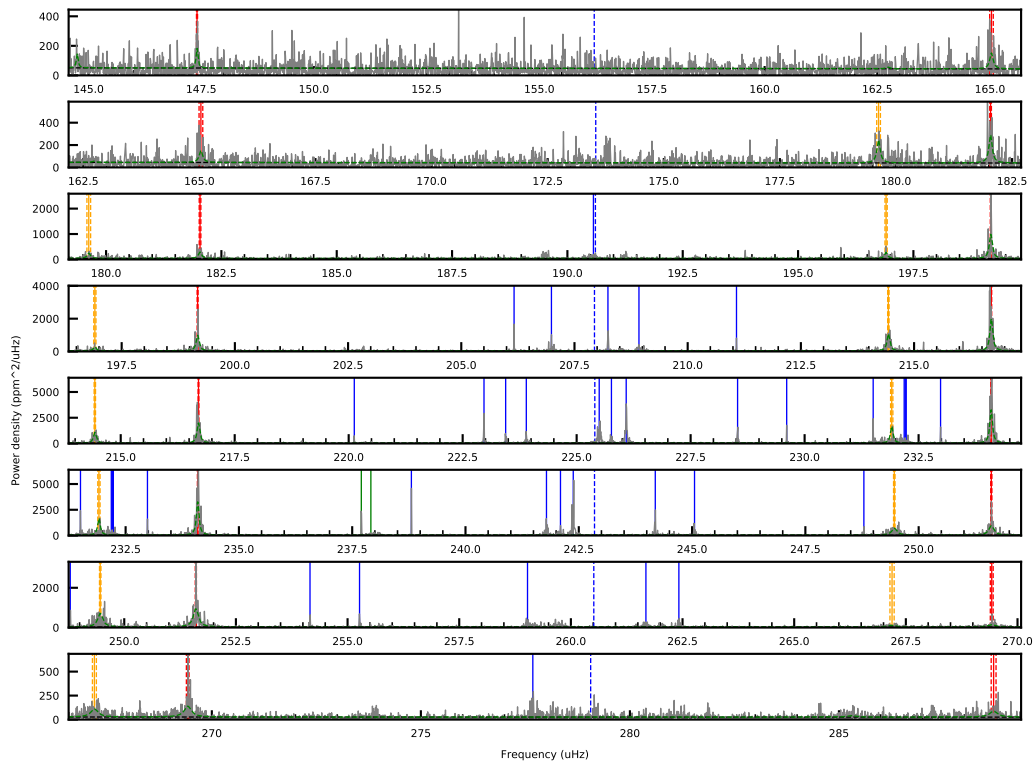 400
200
0
145.0 147.5 150.0 152.5 155.0 157.5 160.0 162.5 165.0
400
200
0
162.5 165.0 167.5 170.0 172.5 175.0 177.5 180.0 182.5
2000
1000
0
180.0 182.5 185.0 187.5 190.0 192.5 195.0 197.5
4000
2000
0
197.5 200.0 202.5 205.0 207.5 210.0 212.5 215.0
Power density (ppm^2/uHz)
5000
2500
0
215.0 217.5 220.0 222.5 225.0 227.5 230.0 232.5
5000
2500
0
232.5 235.0 237.5 240.0 242.5 245.0 247.5 250.0
2000
0
250.0 252.5 255.0 257.5 260.0 262.5 265.0 267.5 270.0
500
250
0
270 275 280 285
Frequency (uHz)